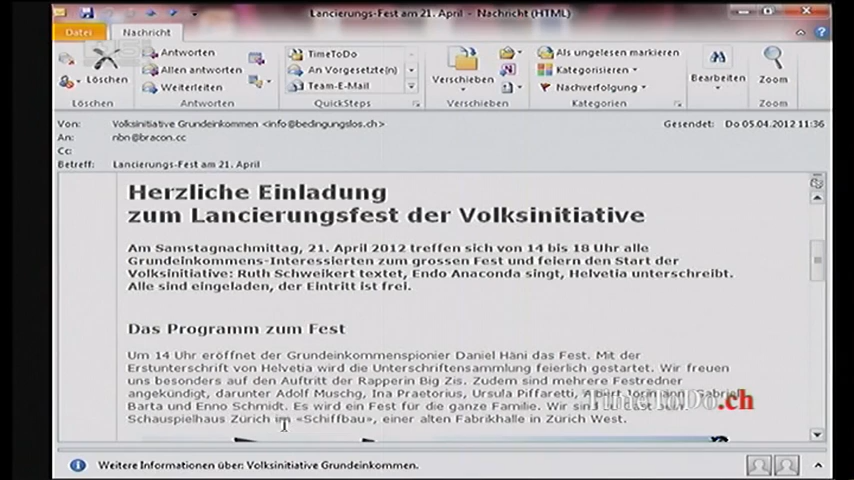 Lancierungs-Fest am 21. April - Nachricht (HTML)
Datei
Nachricht
Löschen
Antworten
Allen antworten
Weiterleiten
TimeToDo
An Vorgesetzte(n)
Team-E-Mail
Verschieben
Als ungelesen markieren
Kategorisieren
Nachverfolgung
Bearbeiten
Zoom
Löschen
Antworten
QuickSteps
Verschieben
Kategorien
Zoom
Von: Volksinitiative Grundeinkommen <info@bedingungslos.ch>
Gesendet: Do 05.04.2012 11:36
An: nbn@bracon.cc
Cc:
Betreff: Lancierungs-Fest am 21. April
Herzliche Einladung
zum Lancierungsfest der Volksinitiative
Am Samstagnachmittag, 21. April 2012 treffen sich von 14 bis 18 Uhr alle
Grundeinkommens-Interessierten zum grossen Fest und feiern den Start der
Volksinitiative: Ruth Schweikert textet, Endo Anaconda singt, Helvetia unterschreibt.
Alle sind eingeladen, der Eintritt ist frei.
Das Programm zum Fest
Um 14 Uhr eröffnet der Grundeinkommenspionier Daniel Häni das Fest. Mit der
Erstunterschrift von Helvetia wird die Unterschriftensammlung feierlich gestartet. Wir freuen
uns besonders auf den Auftritt der Rapperin Big Zis. Zudem sind mehrere Festredner
angekündigt, darunter Adolf Muschg, Ina Praetorius, Ursula Piffaretti,
Barta und Enno Schmidt. Es wird ein Fest für die ganze Familie. Wir
Schauspielhaus Zürich im «Schiffbau», einer alten Fabrikhalle in Zürich West.
TimeToDo.ch
Weitere Informationen über: Volksinitiative Grundeinkommen.